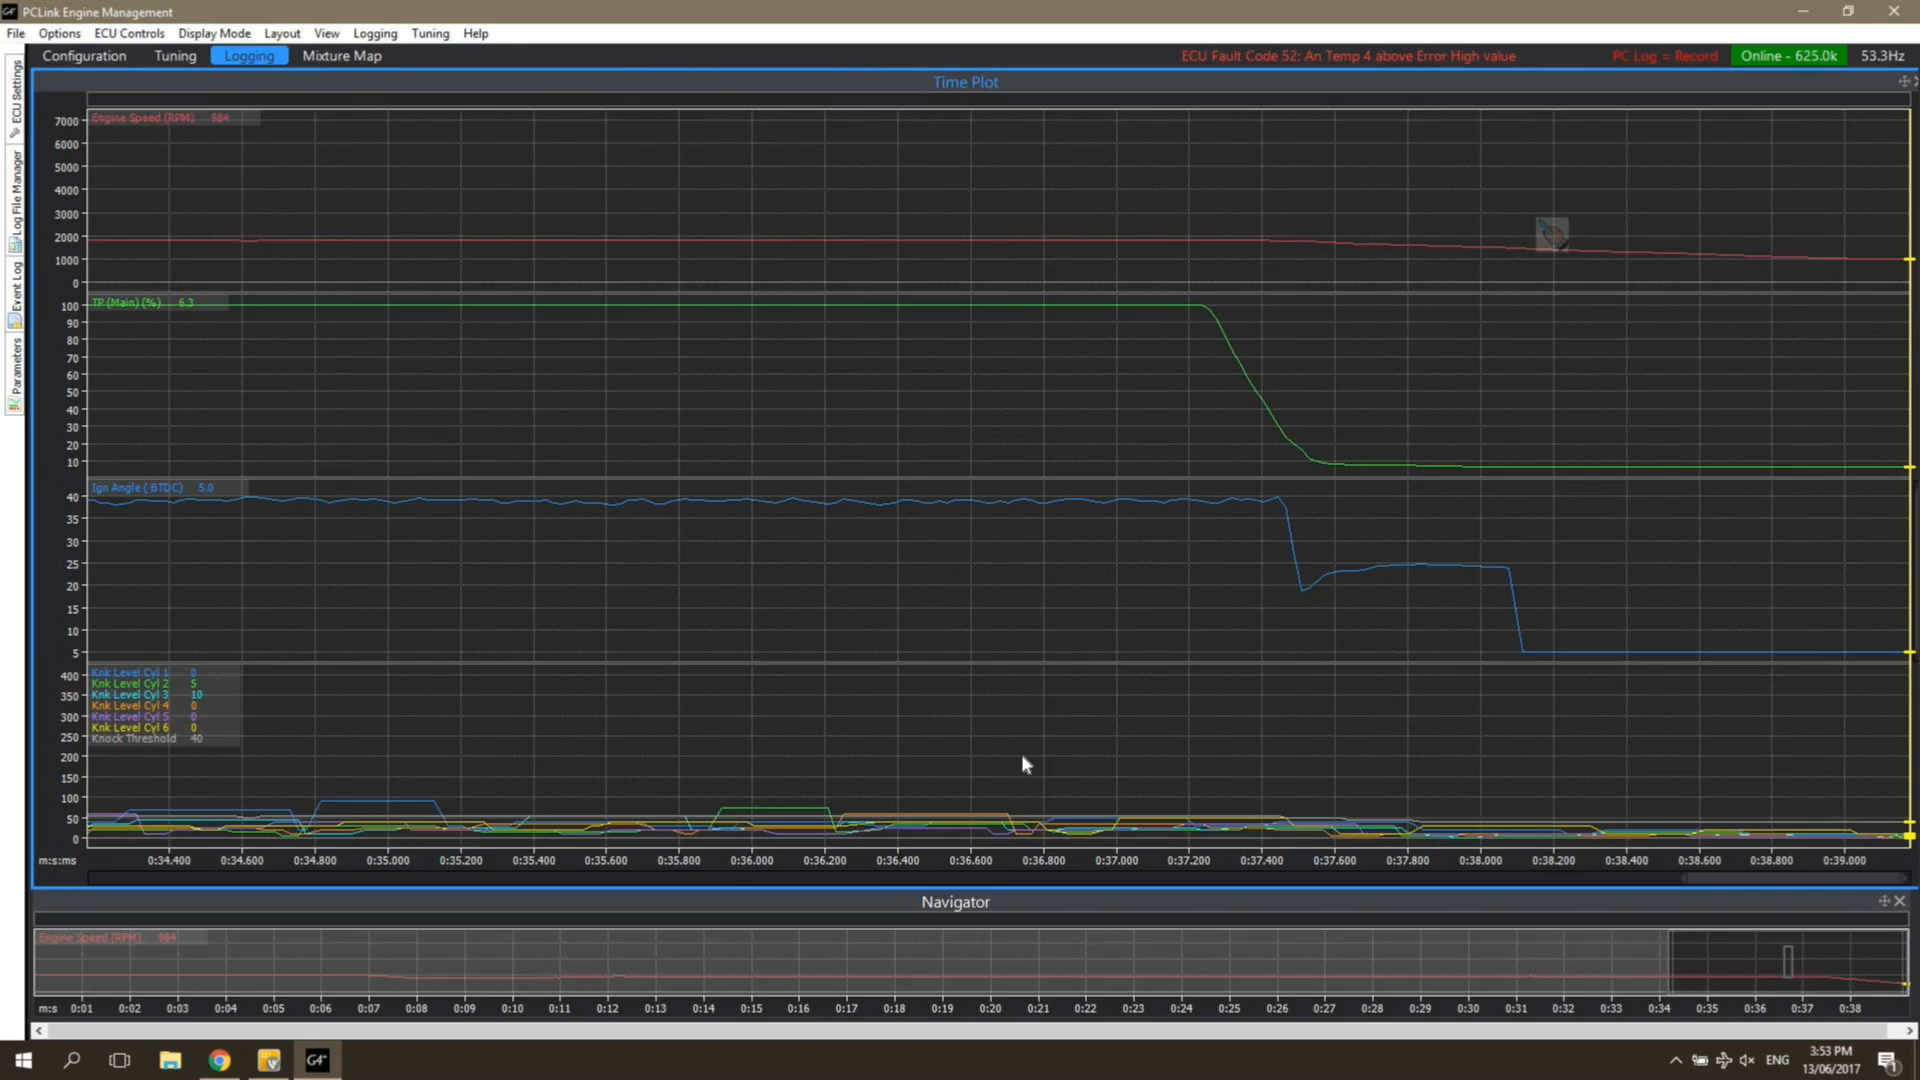 G4+ PCLink Engine Management
File Options ECU Controls Display Mode Layout Logging Tuning View Help
Configuration Tuning Logging Mixture Map ECU Fault Code 52: An Temp 4 above Error High value PC Log = Record Online - 625.0k 53.3Hz
ECU Settings
Log File Manager
Event Log
Parameters
Time Plot
Engine Speed (RPM) 984
7000
6000
5000
4000
3000
2000
1000
0
TP (Main) (%) 6.3
100
90
80
70
60
50
40
30
20
10
Ign Angle ( BTDC) 5.0
40
35
30
25
20
15
10
5
Knk Level Cyl 1 0
Knk Level Cyl 2 5
Knk Level Cyl 3 10
Knk Level Cyl 4 0
Knk Level Cyl 5 0
Knk Level Cyl 6 0
Knock Threshold 40
400
350
300
250
200
150
100
50
0
m:s:ms 0:34.400 0:34.600 0:34.800 0:35.000 0:35.200 0:35.400 0:35.600 0:35.800 0:36.000 0:36.200 0:36.400 0:36.600 0:36.800 0:37.000 0:37.200 0:37.400 0:37.600 0:37.800 0:38.000 0:38.200 0:38.400 0:38.600 0:38.800 0:39.000
Navigator
Engine Speed (RPM) 984
m:s 0:01 0:02 0:03 0:04 0:05 0:06 0:07 0:08 0:09 0:10 0:11 0:12 0:13 0:14 0:15 0:16 0:17 0:18 0:19 0:20 0:21 0:22 0:23 0:24 0:25 0:26 0:27 0:28 0:29 0:30 0:31 0:32 0:33 0:34 0:35 0:36 0:37 0:38
G4+ ENG 3:53 PM
13/06/2017 1